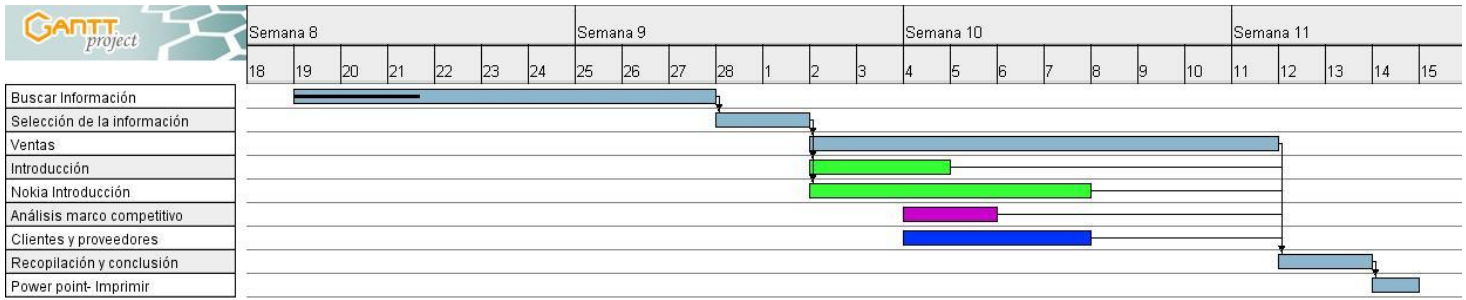 GANTT
project
Semana 8 Semana 9 Semana 10 Semana 11
18 19 20 21 22 23 24 25 26 27 28 1 2 3 4 5 6 7 8 9 10 11 12 13 14 15
Buscar Información
Selección de la información
Ventas
Introducción
Nokia Introducción
Análisis marco competitivo
Clientes y proveedores
Recopilación y conclusión
Power point- Imprimir